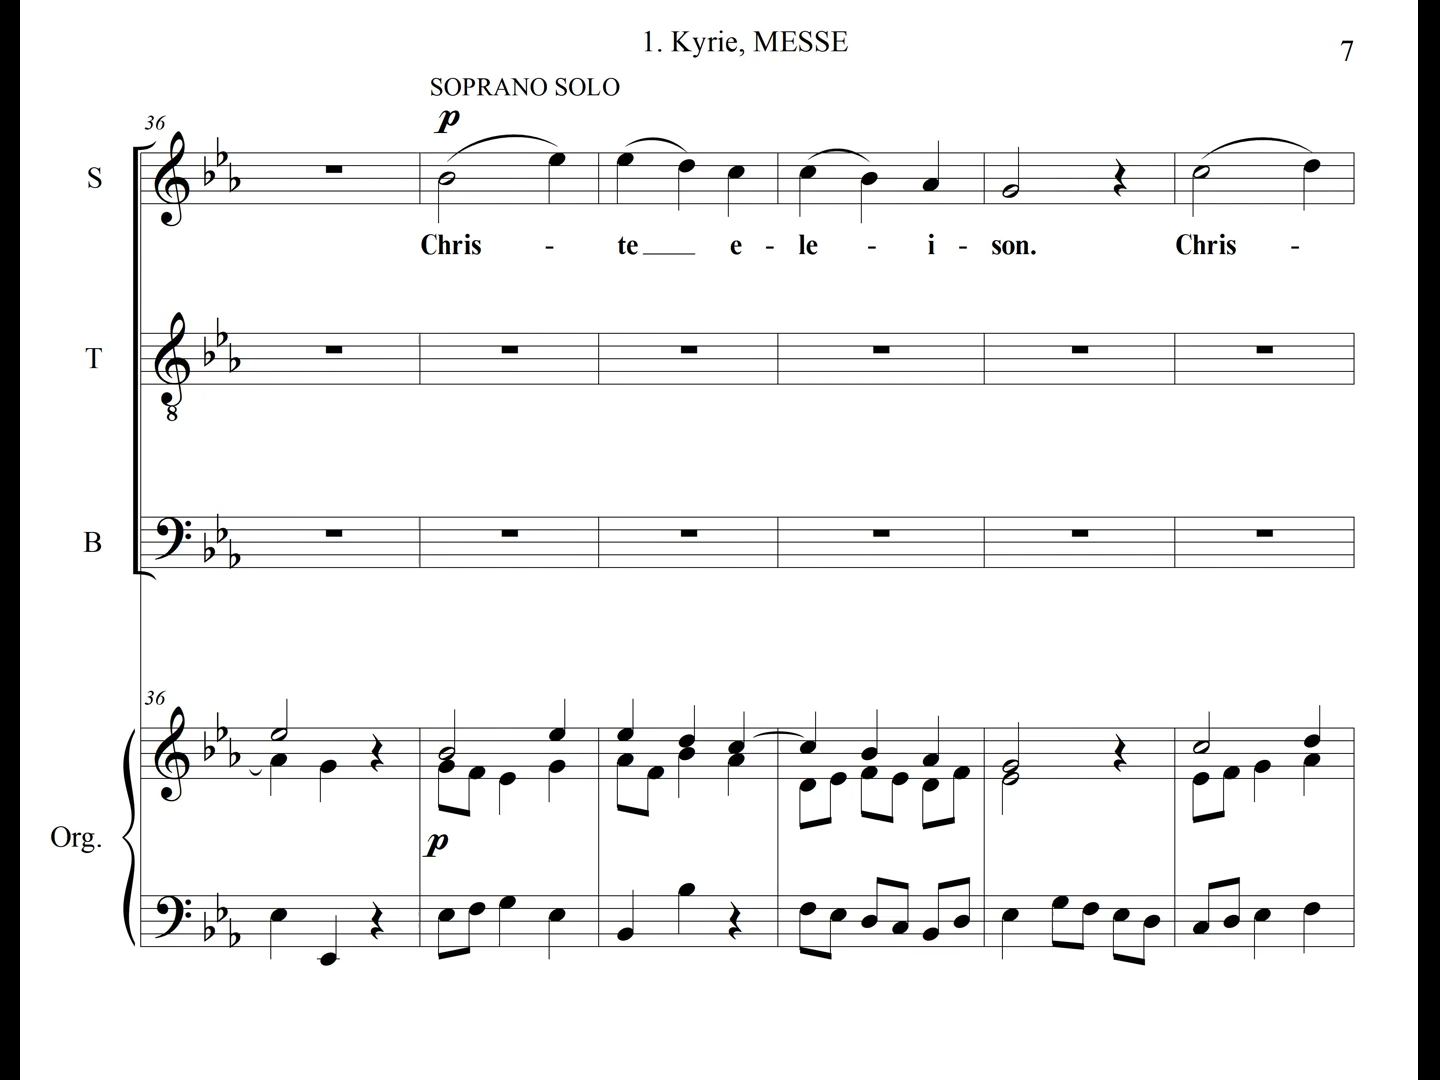 1. Kyrie, MESSE
7
SOPRANO SOLO
p
36
S
Chris - te e - le - i - son. Chris -
T
8
B
36
Org.
p